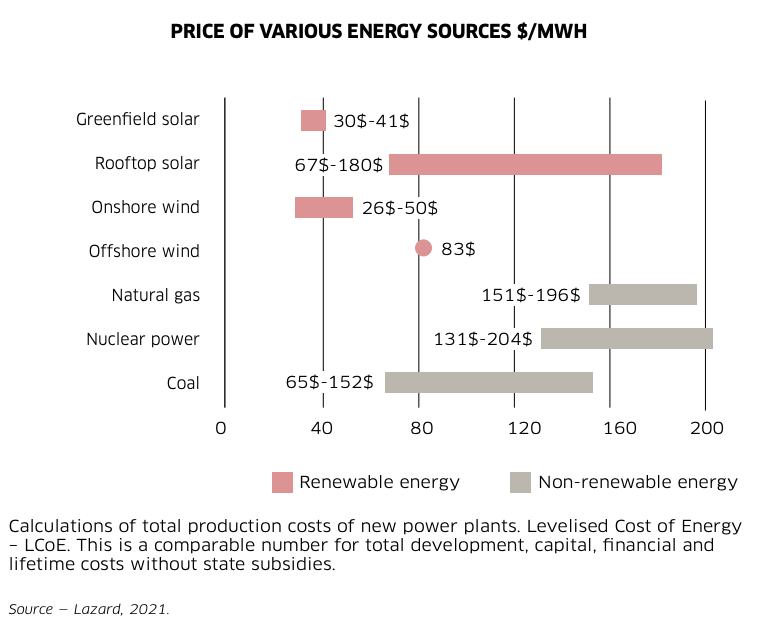 PRICE OF VARIOUS ENERGY SOURCES $/MWH
Greenfield solar 30$-41$
Rooftop solar 67$-180$
Onshore wind 26$-50$
Offshore wind 83$
Natural gas 151$-196$
Nuclear power 131$-204$
Coal 65$-152$
0 40 80 120 160 200
Renewable energy Non-renewable energy
Calculations of total production costs of new power plants. Levelised Cost of Energy
– LCoE. This is a comparable number for total development, capital, financial and
lifetime costs without state subsidies.
Source – Lazard, 2021.